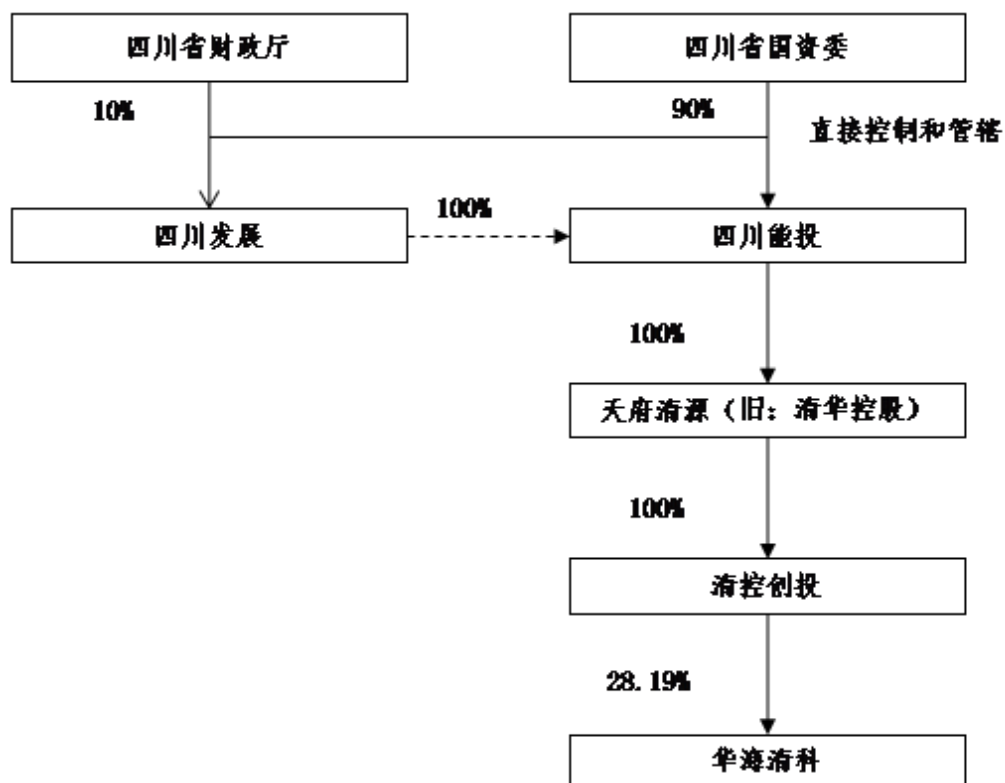 四川省财政厅
四川省国资委
10%
90%
直接控制和管辖
四川发展
100%
四川能投
100%
天府清源（旧：清华控股）
100%
清控创投
28.19%
华海清科